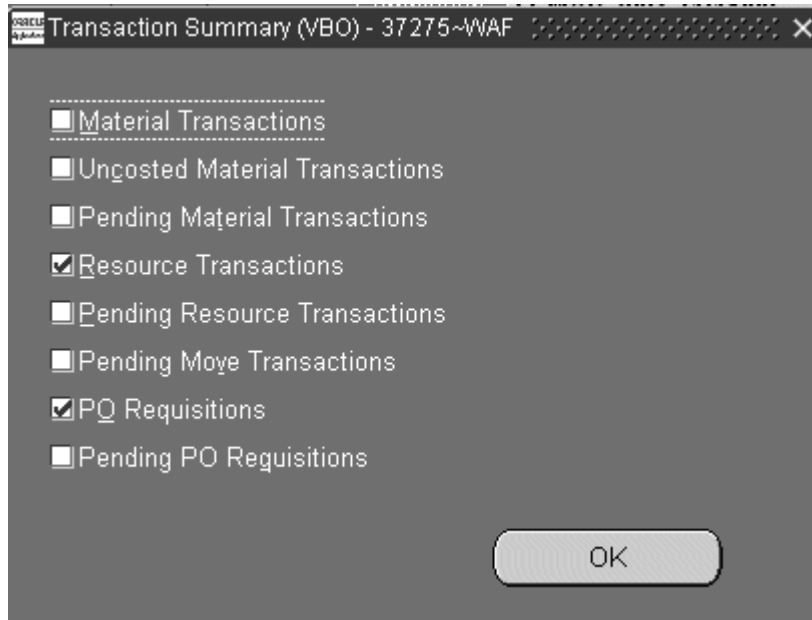 ORACLE
Transaction Summary (VBO) - 37275~WAF
Material Transactions
Uncosted Material Transactions
Pending Material Transactions
Resource Transactions
Pending Resource Transactions
Pending Move Transactions
PO Requisitions
Pending PO Requisitions
OK